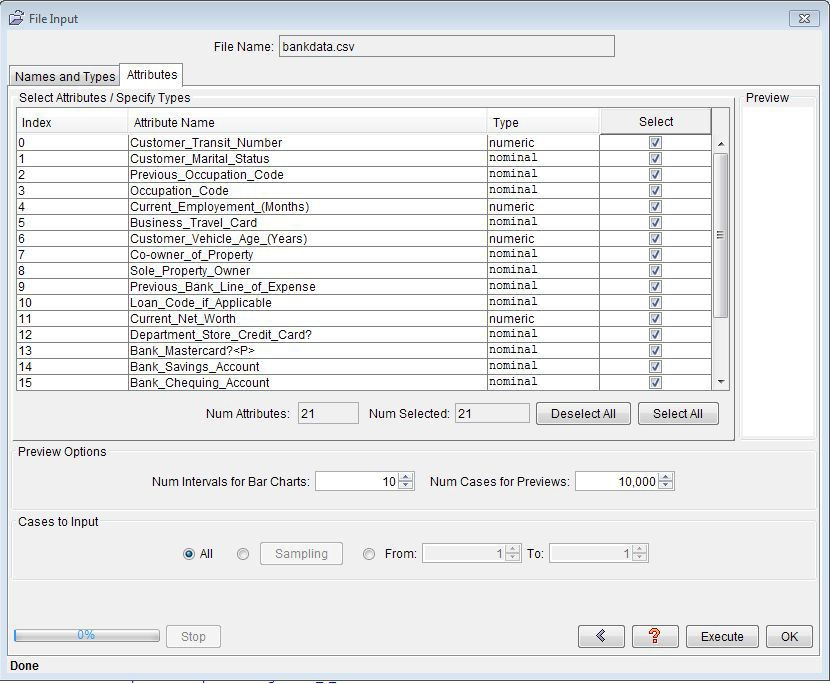 File Input
File Name: bankdata.csv
Names and Types Attributes
Select Attributes / Specify Types Preview
Index Attribute Name Type Select
0 Customer_Transit_Number numeric
1 Customer_Marital_Status nominal
2 Previous_Occupation_Code nominal
3 Occupation_Code nominal
4 Current_Employement_(Months) numeric
5 Business_Travel_Card nominal
6 Customer_Vehicle_Age_(Years) numeric
7 Co-owner_of_Property nominal
8 Sole_Property_Owner nominal
9 Previous_Bank_Line_of_Expense nominal
10 Loan_Code_if_Applicable nominal
11 Current_Net_Worth numeric
12 Department_Store_Credit_Card? nominal
13 Bank_Mastercard?<P> nominal
14 Bank_Savings_Account nominal
15 Bank_Chequing_Account nominal
Num Attributes: 21 Num Selected: 21 Deselect All Select All
Preview Options
Num Intervals for Bar Charts: 10 Num Cases for Previews: 10,000
Cases to Input
All Sampling From: 1 To: 1
0% Stop ? Execute OK
Done